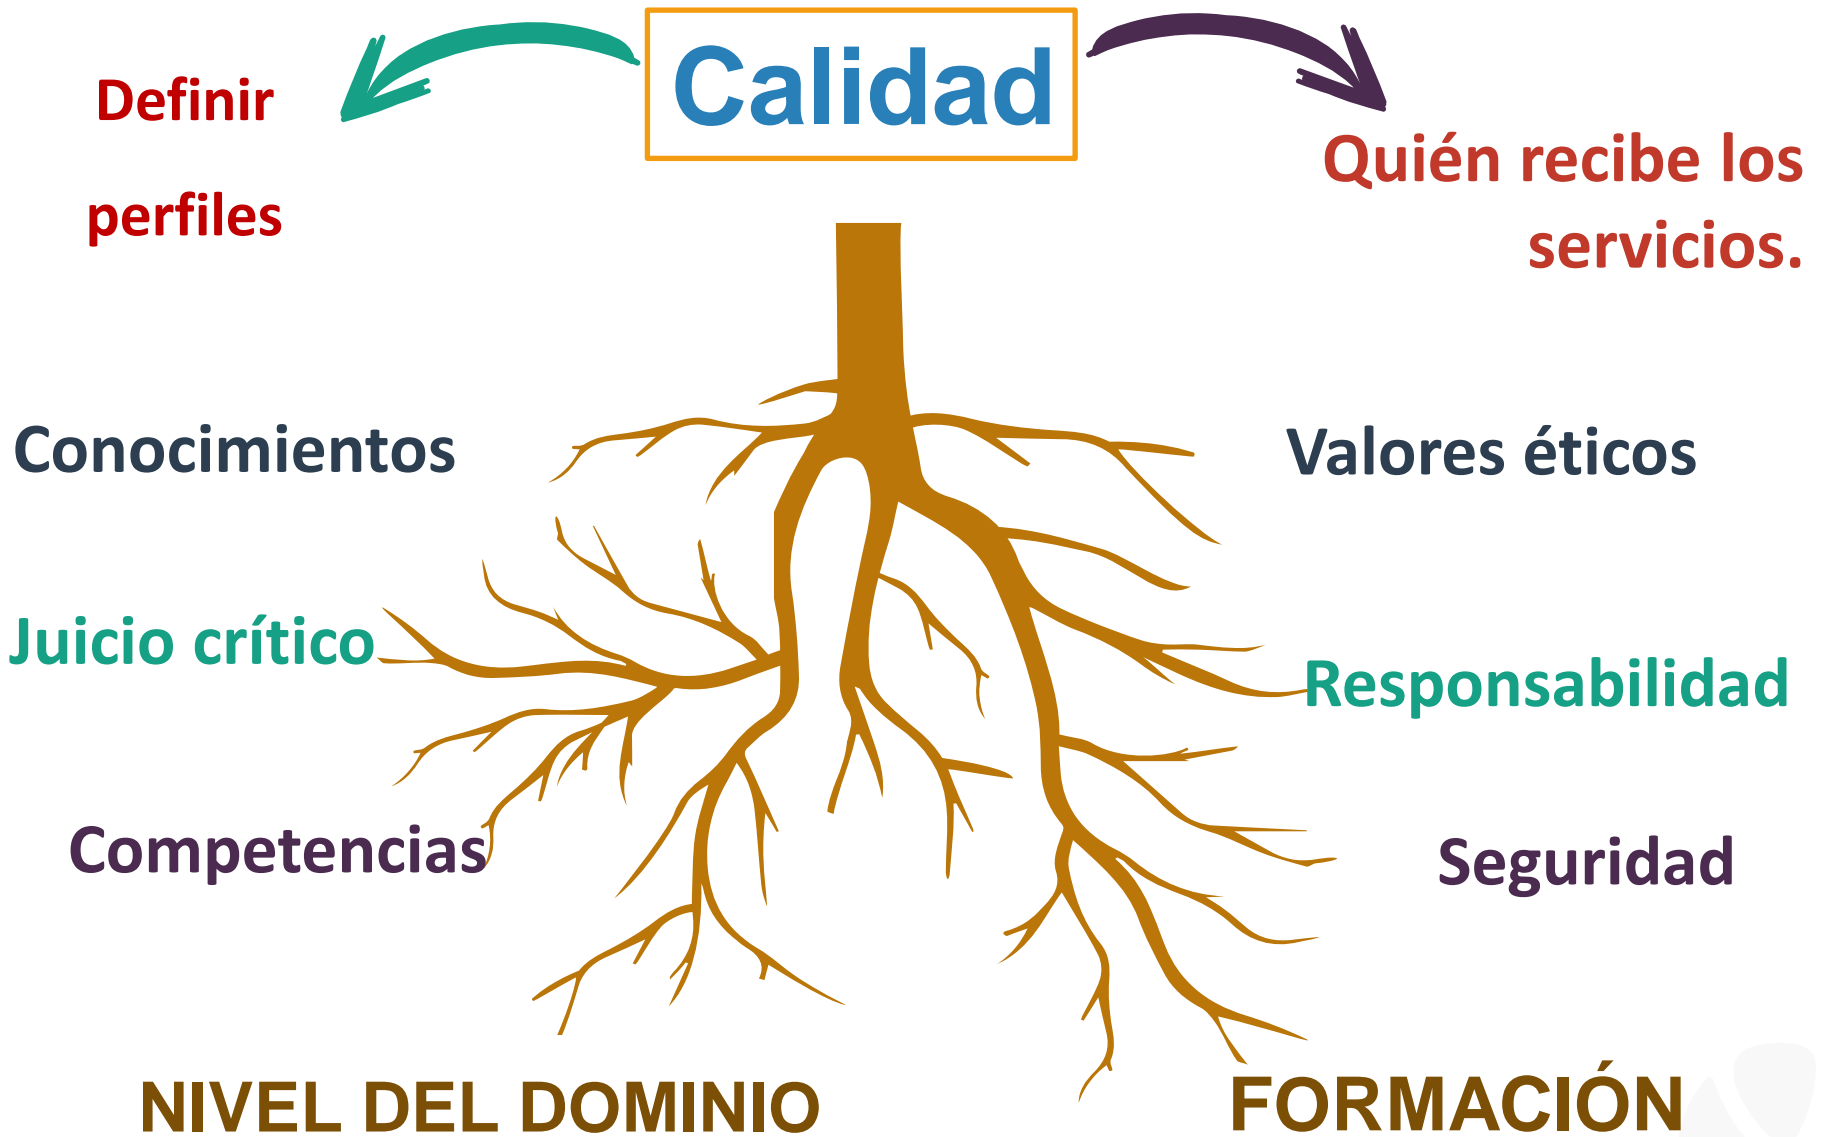 Calidad
Definir
perfiles
Quién recibe los
servicios.
Conocimientos
Valores éticos
Juicio crítico
Responsabilidad
Competencias
Seguridad
NIVEL DEL DOMINIO
FORMACIÓN